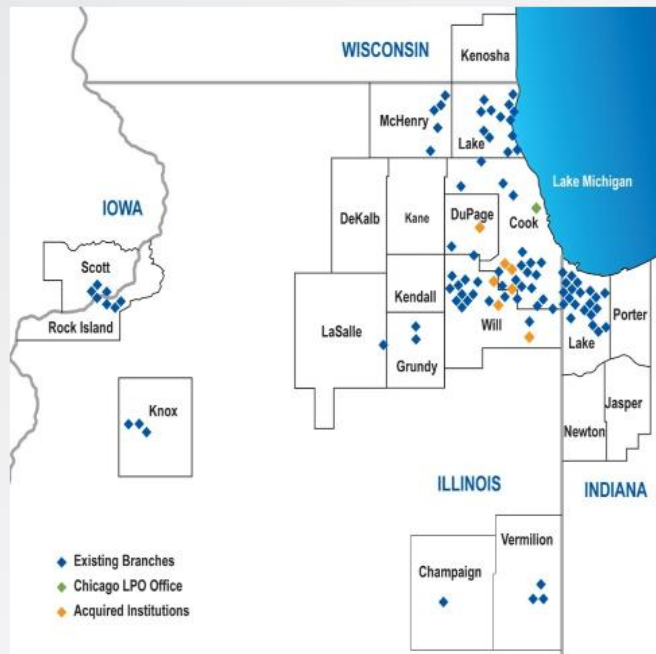 WISCONSIN
Kenosha
McHenry
Lake
Lake Michigan
IOWA
DeKalb
Kane
DuPage
Cook
Scott
Rock Island
Kendall
LaSalle
Will
Grundy
Lake
Porter
Knox
Jasper
Newton
ILLINOIS
INDIANA
Vermilion
Champaign
Existing Branches
Chicago LPO Office
Acquired Institutions